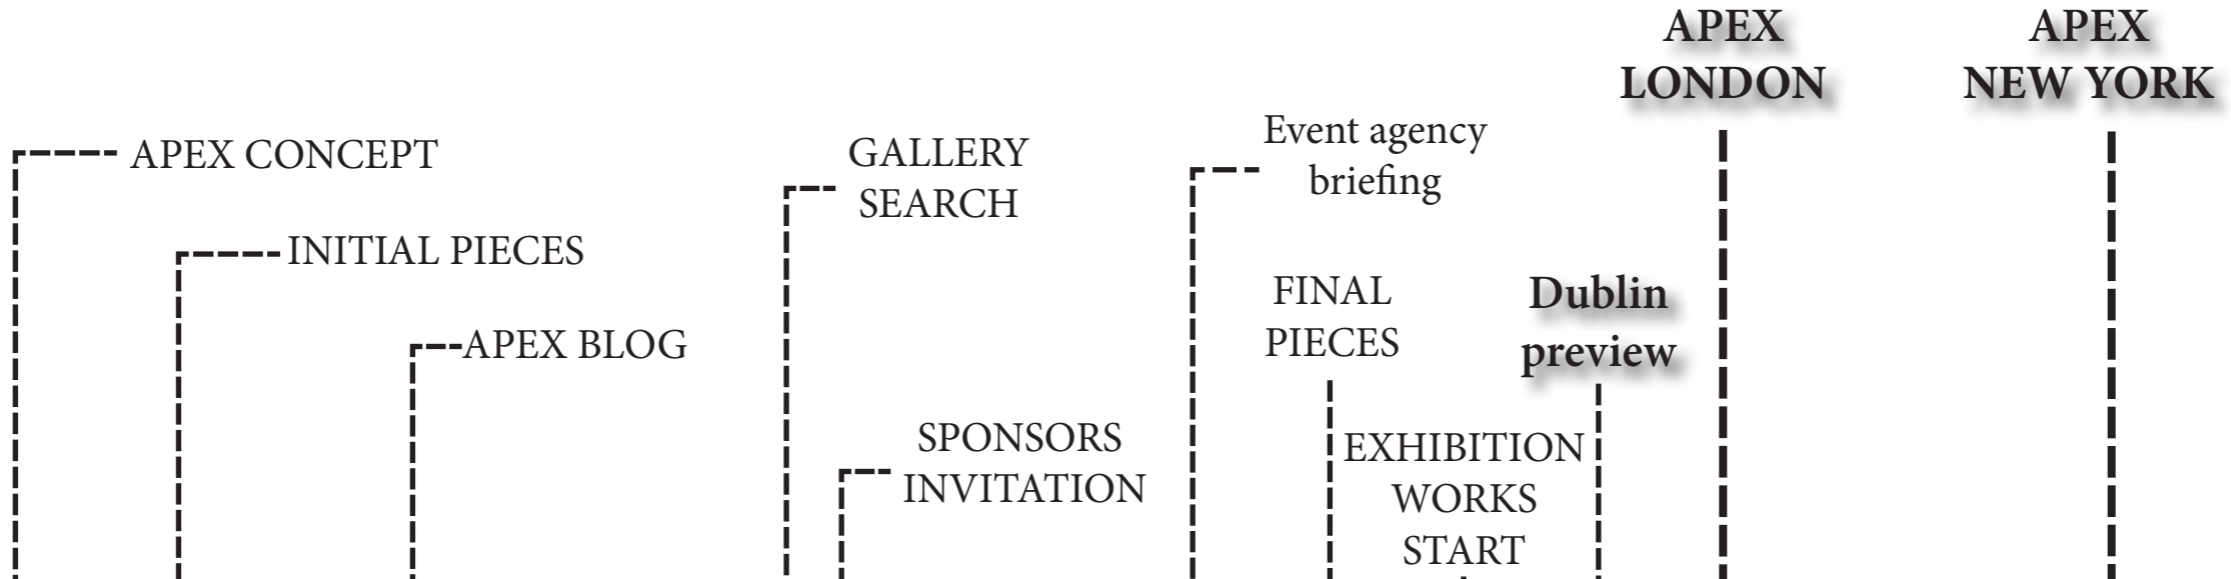 APEX
LONDON
APEX
NEW YORK
APEX CONCEPT
GALLERY
SEARCH
Event agency
briefing
INITIAL PIECES
FINAL
PIECES
Dublin
preview
APEX BLOG
SPONSORS
INVITATION
EXHIBITION
WORKS
START